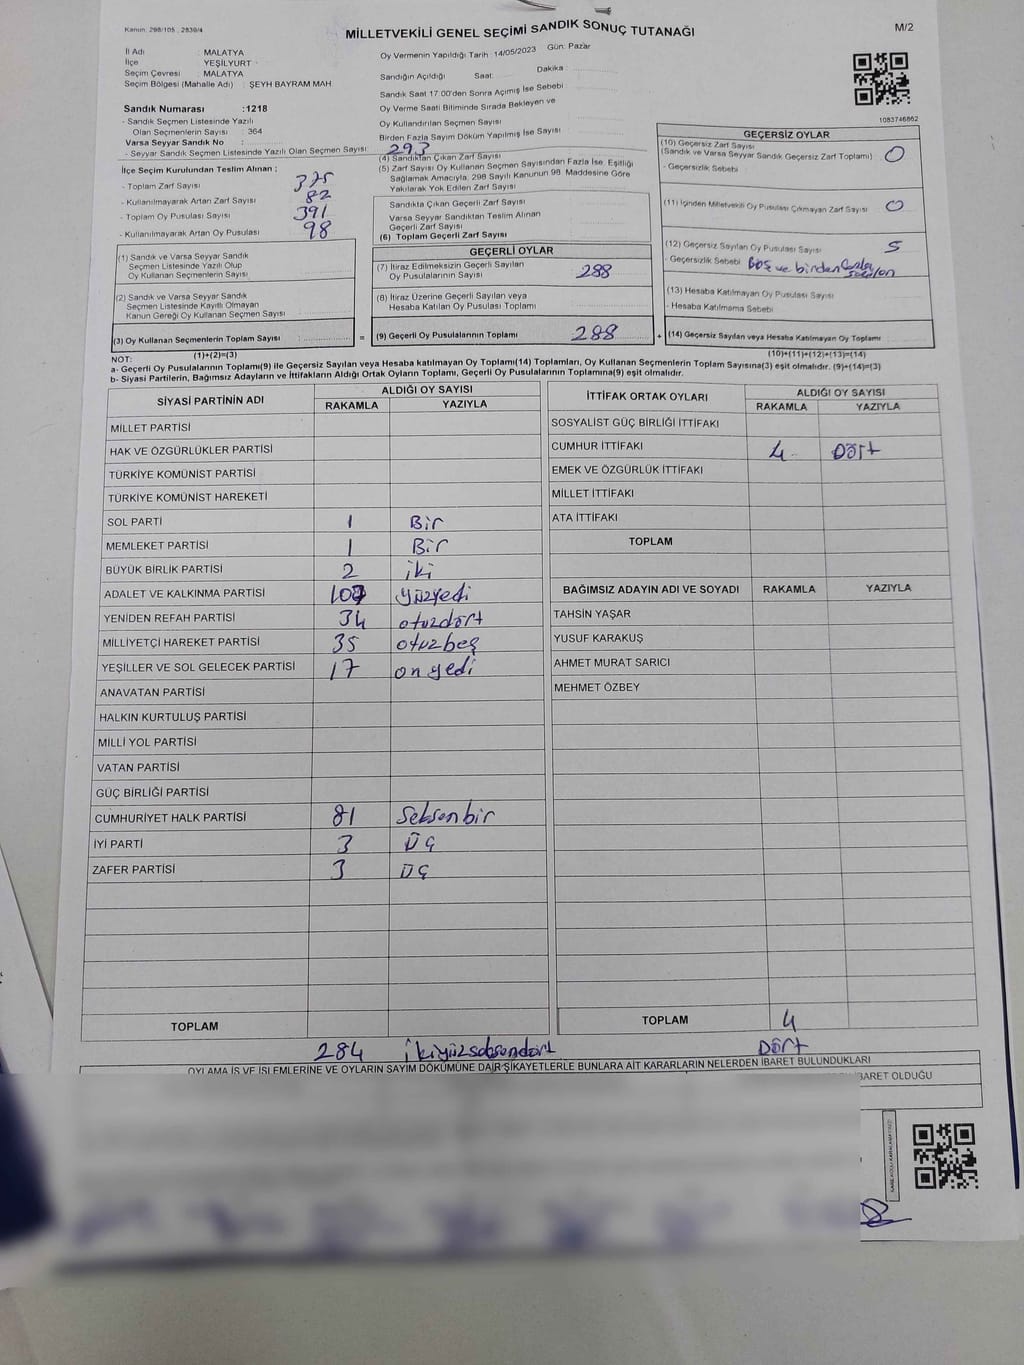 Kanun. 298/105 , 2839/4
MİLLETVEKİLİ GENEL SEÇİMİ SANDIK SONUÇ TUTANAĞI
M/2
İl Adı : MALATYA
İlçe : YEŞİLYURT
Seçim Çevresi : MALATYA
Seçim Bölgesi (Mahalle Adı) : ŞEYH BAYRAM MAH
Sandık Numarası :1218
- Sandık Seçmen Listesinde Yazılı
Olan Seçmenlerin Sayısı : 364
Varsa Seyyar Sandık No :
- Seyyar Sandık Seçmen Listesinde Yazılı Olan Seçmen Sayısı:
İlçe Seçim Kurulundan Teslim Alınan ;
- Toplam Zarf Sayısı 375
- Kullanılmayarak Artan Zarf Sayısı 82
- Toplam Oy Pusulası Sayısı 391
- Kullanılmayarak Artan Oy Pusulası 98
(1) Sandık ve Varsa Seyyar Sandık
Seçmen Listesinde Yazılı Olup
Oy Kullanan Seçmenlerin Sayısı
(2) Sandık ve Varsa Seyyar Sandık
Seçmen Listesinde Kayıtlı Olmayan
Kanun Gereği Oy Kullanan Seçmen Sayısı
(3) Oy Kullanan Seçmenlerin Toplam Sayısı :
(1)+(2)=(3)
Oy Vermenin Yapıldığı Tarih : 14/05/2023 Gün: Pazar
Sandığın Açıldığı Saat: Dakika :
Sandık Saat 17.00'den Sonra Açılmış İse Sebebi
Oy Verme Saati Bitiminde Sırada Bekleyen ve
Oy Kullandırılan Seçmen Sayısı
Birden Fazla Sayım Döküm Yapılmış İse Sayısı
(4) Sandıktan Çıkan Zarf Sayısı 293
(5) Zarf Sayısı Oy Kullanan Seçmen Sayısından Fazla İse, Eşitliği
Sağlamak Amacıyla, 298 Sayılı Kanunun 98. Maddesine Göre
Yakılarak Yok Edilen Zarf Sayısı
Sandıkta Çıkan Geçerli Zarf Sayısı
Varsa Seyyar Sandıktan Teslim Alınan
Geçerli Zarf Sayısı
(6) Toplam Geçerli Zarf Sayısı
GEÇERLİ OYLAR
(7) İtiraz Edilmeksizin Geçerli Sayılan
Oy Pusulalarının Sayısı 288
(8) İtiraz Üzerine Geçerli Sayılan veya
Hesaba Katılan Oy Pusulası Toplamı
= (9) Geçerli Oy Pusulalarının Toplamı 288 +
1083746862
GEÇERSİZ OYLAR
(10) Geçersiz Zarf Sayısı
(Sandık ve Varsa Seyyar Sandık Geçersiz Zarf Toplamı) 0
- Geçersizlik Sebebi
(11) İçinden Milletvekili Oy Pusulası Çıkmayan Zarf Sayısı 0
(12) Geçersiz Sayılan Oy Pusulası Sayısı 5
- Geçersizlik Sebebi Boş ve birden
(13) Hesaba Katılmayan Oy Pusulası Sayısı
- Hesaba Katılmama Sebebi
(14) Geçersiz Sayılan veya Hesaba Katılmayan Oy Toplamı
(10)+(11)+(12)+(13)=(14)
NOT:
a- Geçerli Oy Pusulalarının Toplamı(9) ile Geçersiz Sayılan veya Hesaba katılmayan Oy Toplamı(14) Toplamları, Oy Kullanan Seçmenlerin Toplam Sayısına(3) eşit olmalıdır. (9)+(14)=(3)
b- Siyasi Partilerin, Bağımsız Adayların ve İttifakların Aldığı Ortak Oyların Toplamı, Geçerli Oy Pusulalarının Toplamına(9) eşit olmalıdır.
SİYASİ PARTİNİN ADI ALDIĞI OY SAYISI
RAKAMLA YAZIYLA
MİLLET PARTİSİ
HAK VE ÖZGÜRLÜKLER PARTİSİ
TÜRKİYE KOMÜNİST PARTİSİ
TÜRKİYE KOMÜNİST HAREKETİ
SOL PARTİ 1 Bir
MEMLEKET PARTİSİ 1 Bir
BÜYÜK BİRLİK PARTİSİ 2 iki
ADALET VE KALKINMA PARTİSİ 107 yüzyedi
YENİDEN REFAH PARTİSİ 34 otuzdört
MİLLİYETÇİ HAREKET PARTİSİ 35 otuzbeş
YEŞİLLER VE SOL GELECEK PARTİSİ 17 onyedi
ANAVATAN PARTİSİ
HALKIN KURTULUŞ PARTİSİ
MİLLİ YOL PARTİSİ
VATAN PARTİSİ
GÜÇ BİRLİĞİ PARTİSİ
CUMHURİYET HALK PARTİSİ 81 seksenbir
İYİ PARTİ 3 üç
ZAFER PARTİSİ 3 üç
TOPLAM
284 ikiyüzseksendört
İTTİFAK ORTAK OYLARI ALDIĞI OY SAYISI
RAKAMLA YAZIYLA
SOSYALİST GÜÇ BİRLİĞİ İTTİFAKI
CUMHUR İTTİFAKI 4 Dört
EMEK VE ÖZGÜRLÜK İTTİFAKI
MİLLET İTTİFAKI
ATA İTTİFAKI
TOPLAM
BAĞIMSIZ ADAYIN ADI VE SOYADI RAKAMLA YAZIYLA
TAHSİN YAŞAR
YUSUF KARAKUŞ
AHMET MURAT SARICI
MEHMET ÖZBEY
TOPLAM 4
Dört
OYLAMA İŞ VE İŞLEMLERİNE VE OYLARIN SAYIM DÖKÜMÜNE DAİR ŞİKAYETLERLE BUNLARA AİT KARARLARIN NELERDEN İBARET BULUNDUKLARI
İBARET OLDUĞU